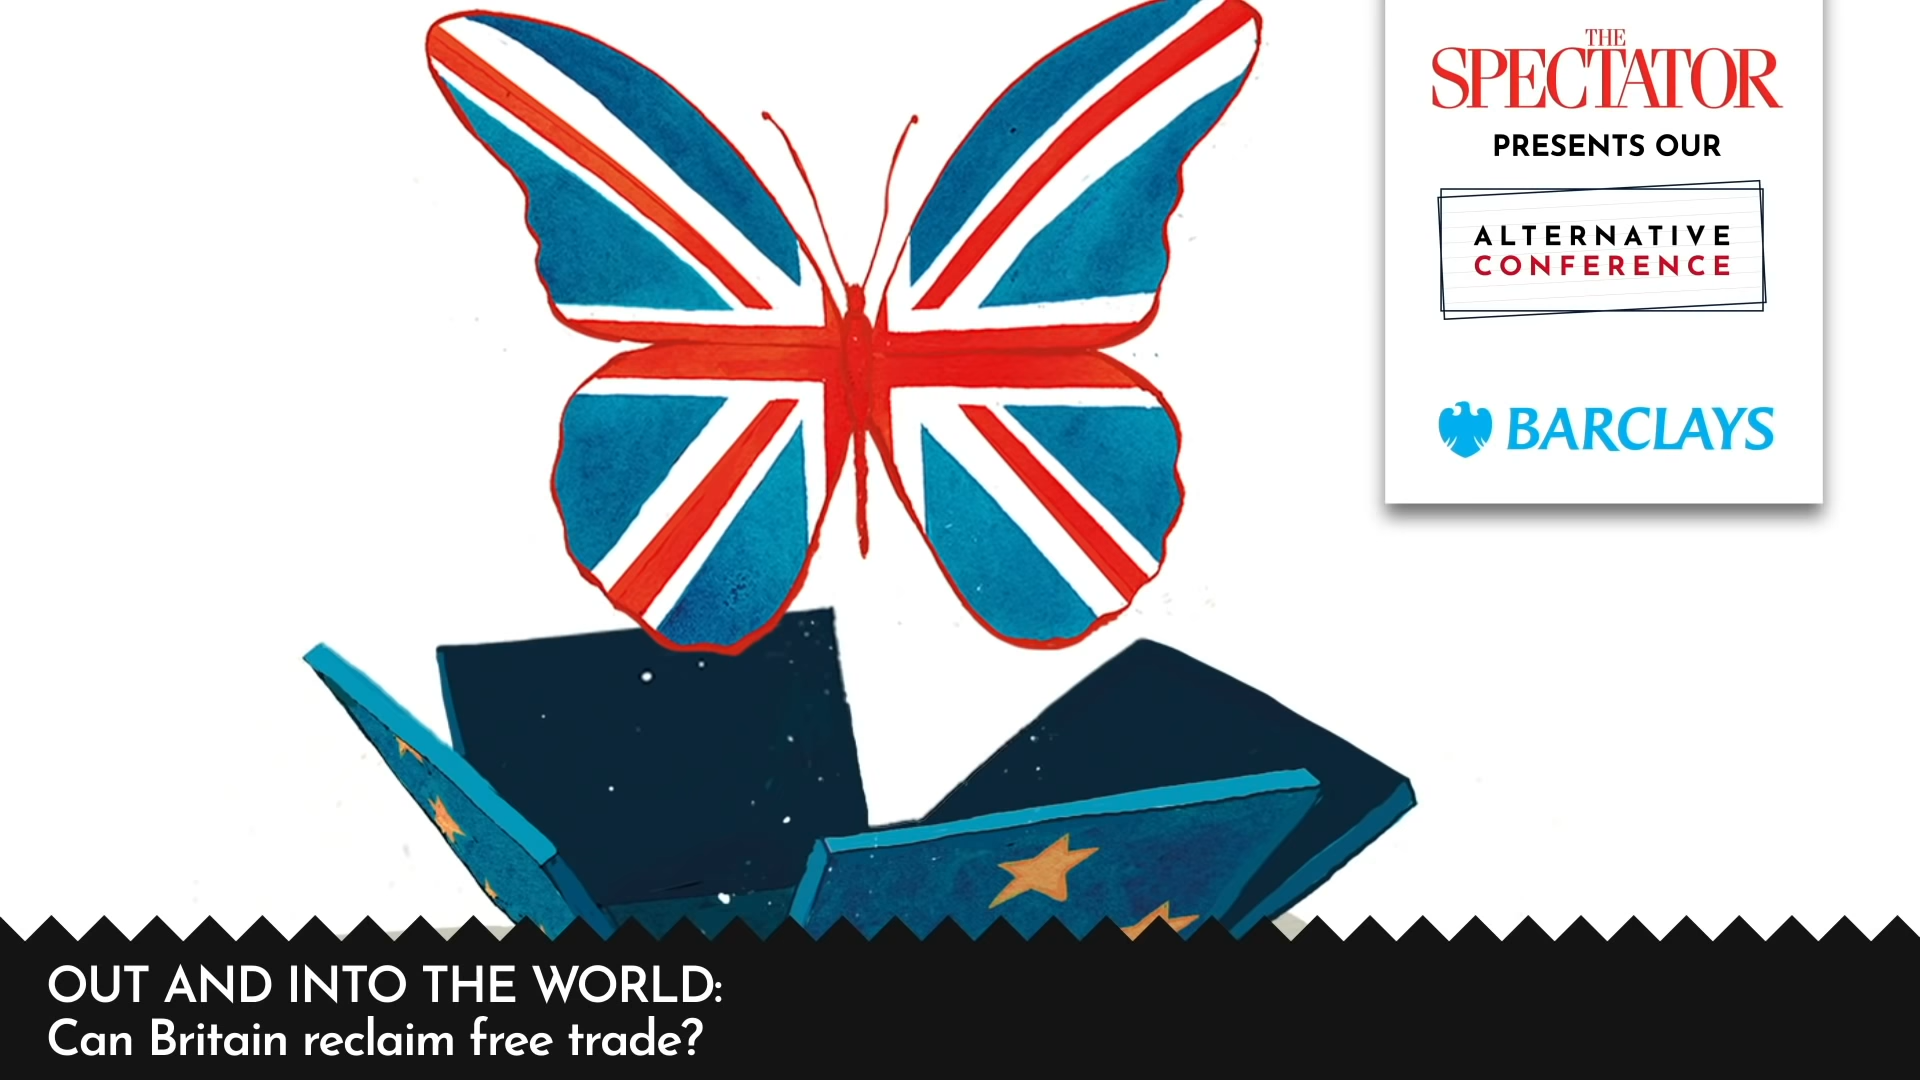 THE
SPECTATOR
PRESENTS OUR
ALTERNATIVE
CONFERENCE
BARCLAYS
OUT AND INTO THE WORLD:
Can Britain reclaim free trade?